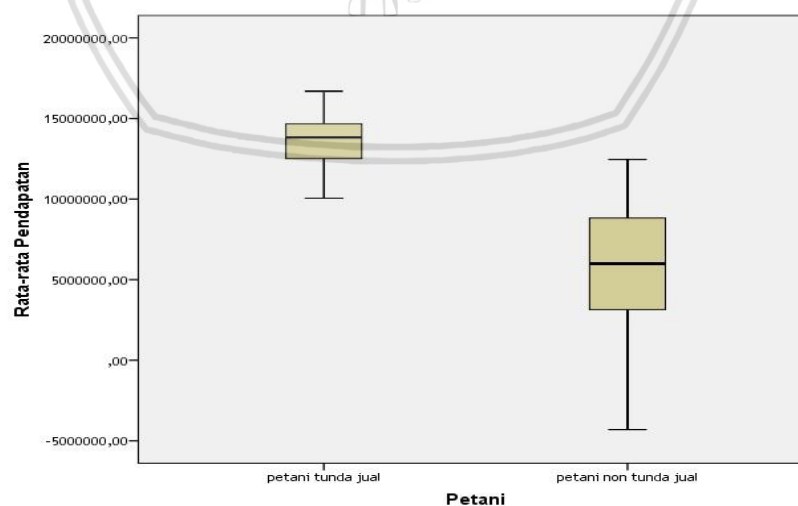 Rata-rata Pendapatan
20000000,00
15000000,00
10000000,00
5000000,00
,00
-5000000,00
petani tunda jual
petani non tunda jual
Petani